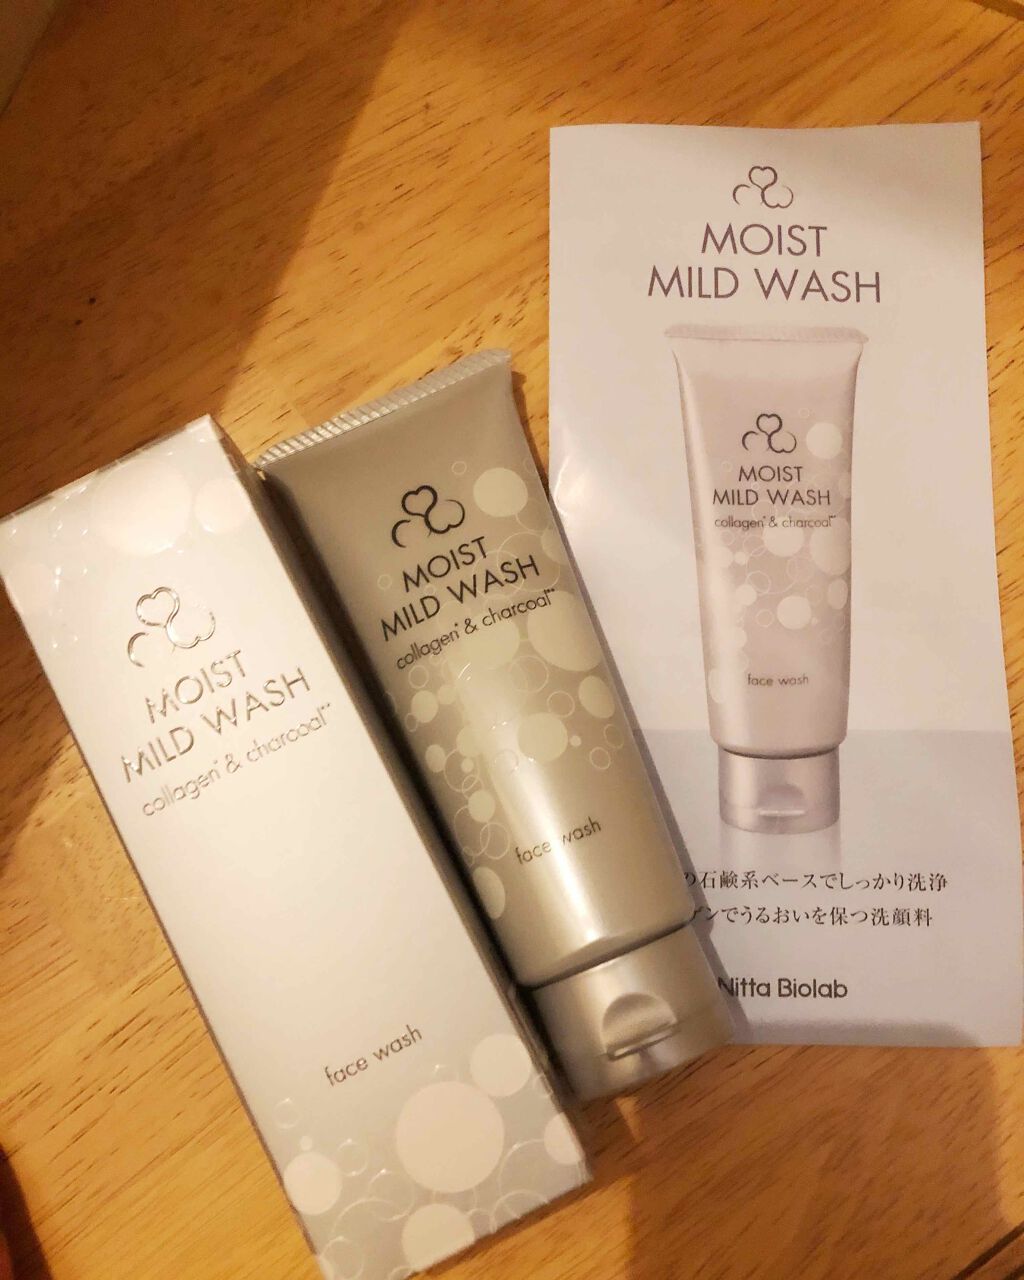 MOIST
MILD WASH
collagen* & charcoal**
face wash
MOIST
MILD WASH
collagen* & charcoal**
face wash
MOIST
MILD WASH
MOIST
MILD WASH
collagen* & charcoal**
face wash
石鹸系ベースでしっかり洗浄
でうるおいを保つ洗顔料
Nitta Biolab